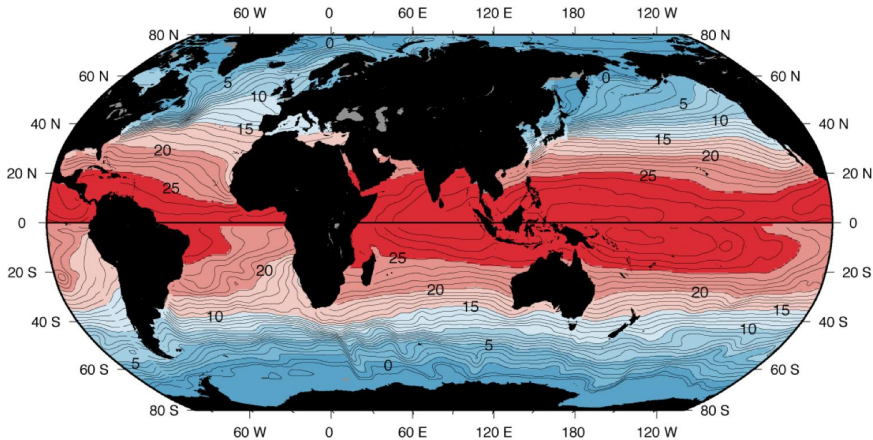 60 W 0 60 E 120 E 180 120 W
80 N 0 80 N
60 N 5 0 60 N
10 5
40 N 15 10 40 N
20 15
20 N 25 25 20 20 N
0 0
20 S 20 25 20 S
10 20 15 20 15
40 S 5 10 40 S
60 S 5 0 60 S
80 S 80 S
60 W 0 60 E 120 E 180 120 W